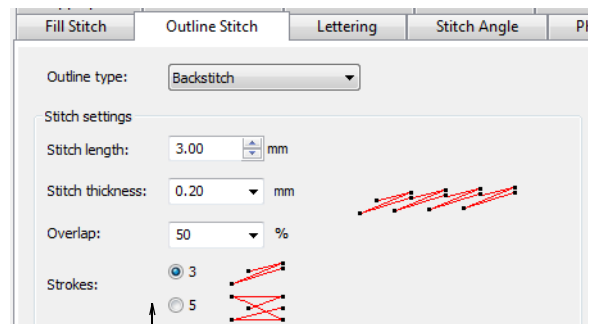 Fill Stitch Outline Stitch Lettering Stitch Angle
Outline type: Backstitch
Stitch settings
Stitch length: 3.00 mm
Stitch thickness: 0.20 mm
Overlap: 50 %
3
Strokes:
5